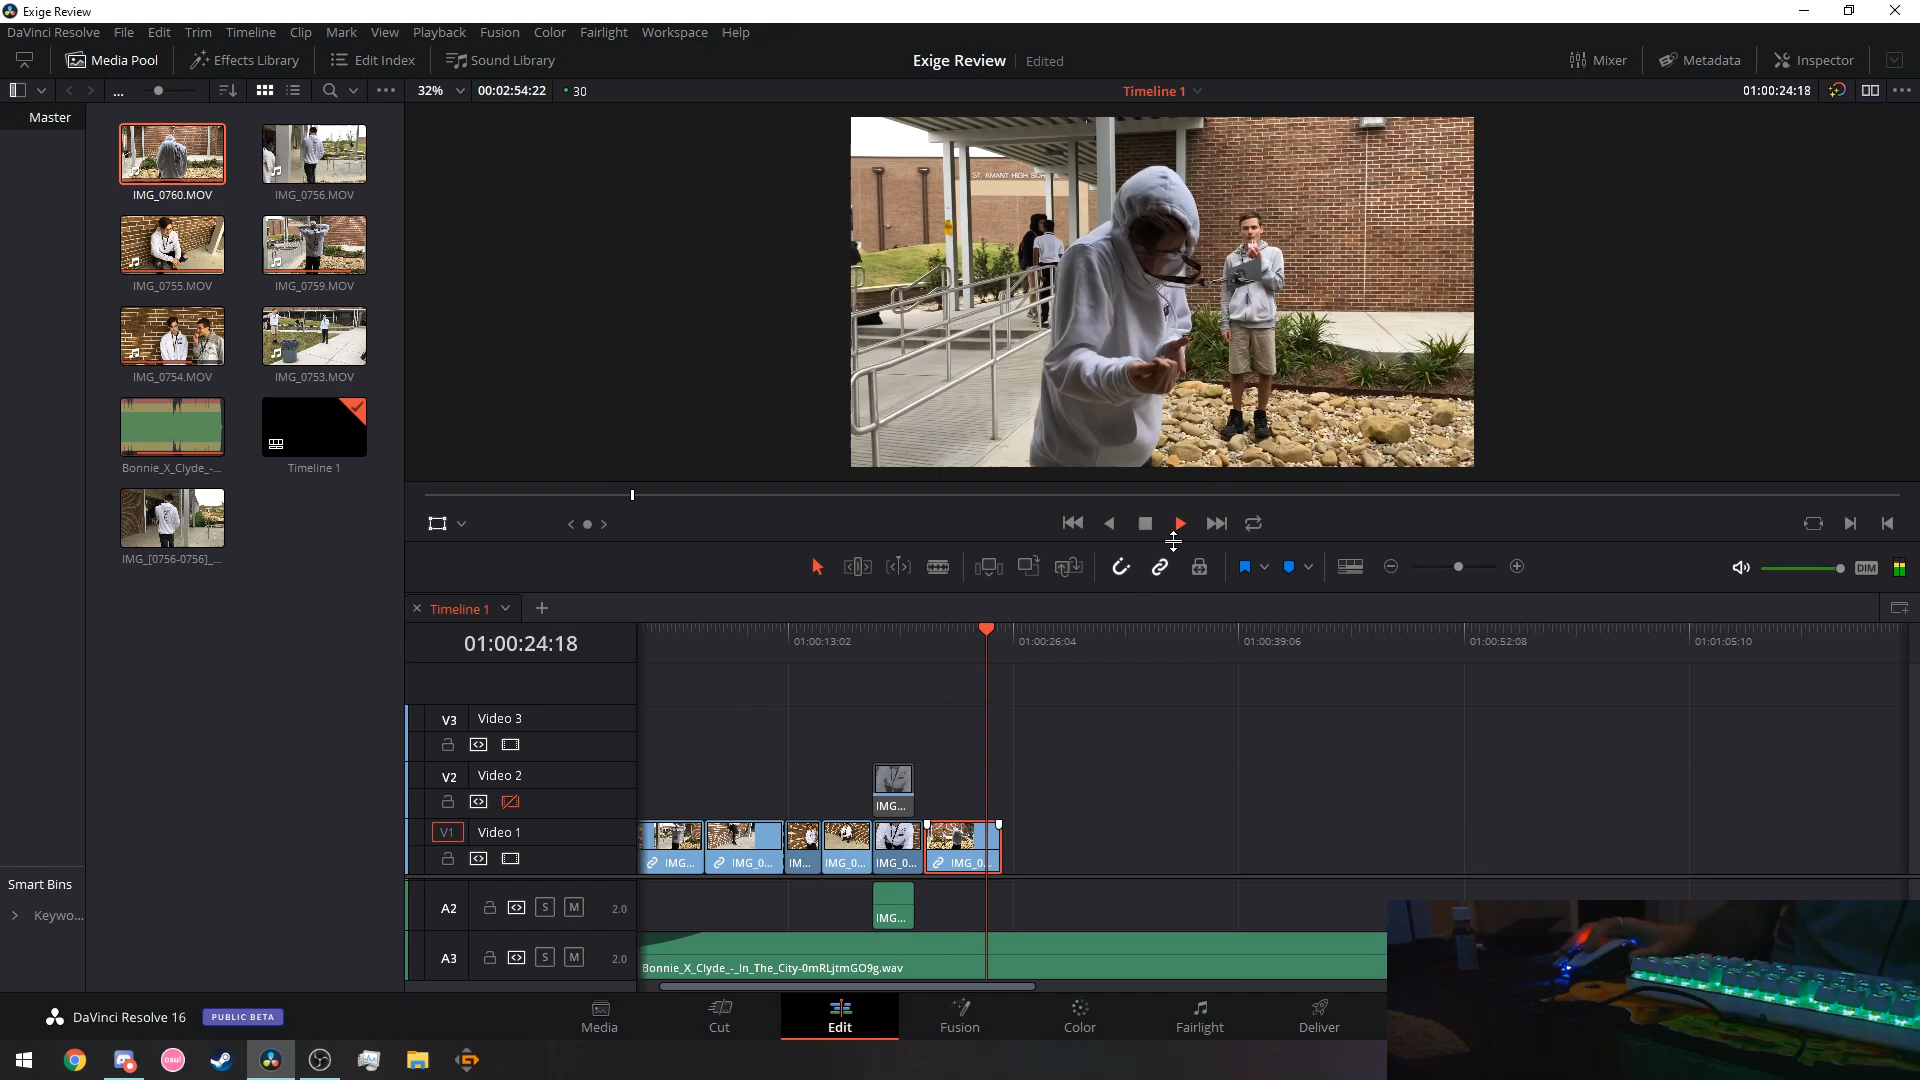 Exige Review
DaVinci Resolve File Edit Trim Timeline Clip Mark View Playback Fusion Color Fairlight Workspace Help
Media Pool Effects Library Edit Index Sound Library Exige Review Edited Mixer Metadata Inspector
... 32% 00:02:54:22 30 Timeline 1 01:00:24:18
Master
ST. AMANT HIGH
IMG_0760.MOV IMG_0756.MOV
IMG_0755.MOV IMG_0759.MOV
IMG_0754.MOV IMG_0753.MOV
Bonnie_X_Clyde_-... Timeline 1
IMG_[0756-0756]_...
DIM
Timeline 1
01:00:24:18 01:00:13:02 01:00:26:04 01:00:39:06 01:00:52:08 01:01:05:10
V3 Video 3
V2 Video 2
IMG...
V1 Video 1
IMG... IMG_0... IM... IMG_0... IMG_0... IMG_0...
Smart Bins
Keywo...
A2 S M 2.0
IMG...
A3 S M 2.0
Bonnie_X_Clyde_-_In_The_City-0mRLjtmGO9g.wav
DaVinci Resolve 16 PUBLIC BETA
Media Cut Edit Fusion Color Fairlight Deliver
osu!